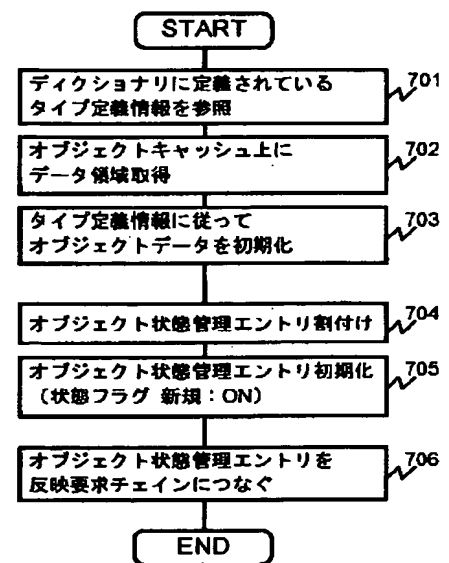 START
ディクショナリに定義されている
タイプ定義情報を参照
701
オブジェクトキャッシュ上に
データ領域取得
702
タイプ定義情報に従って
オブジェクトデータを初期化
703
オブジェクト状態管理エントリ割付け
704
オブジェクト状態管理エントリ初期化
（状態フラグ 新規：ON）
705
オブジェクト状態管理エントリを
反映要求チェインにつなぐ
706
END